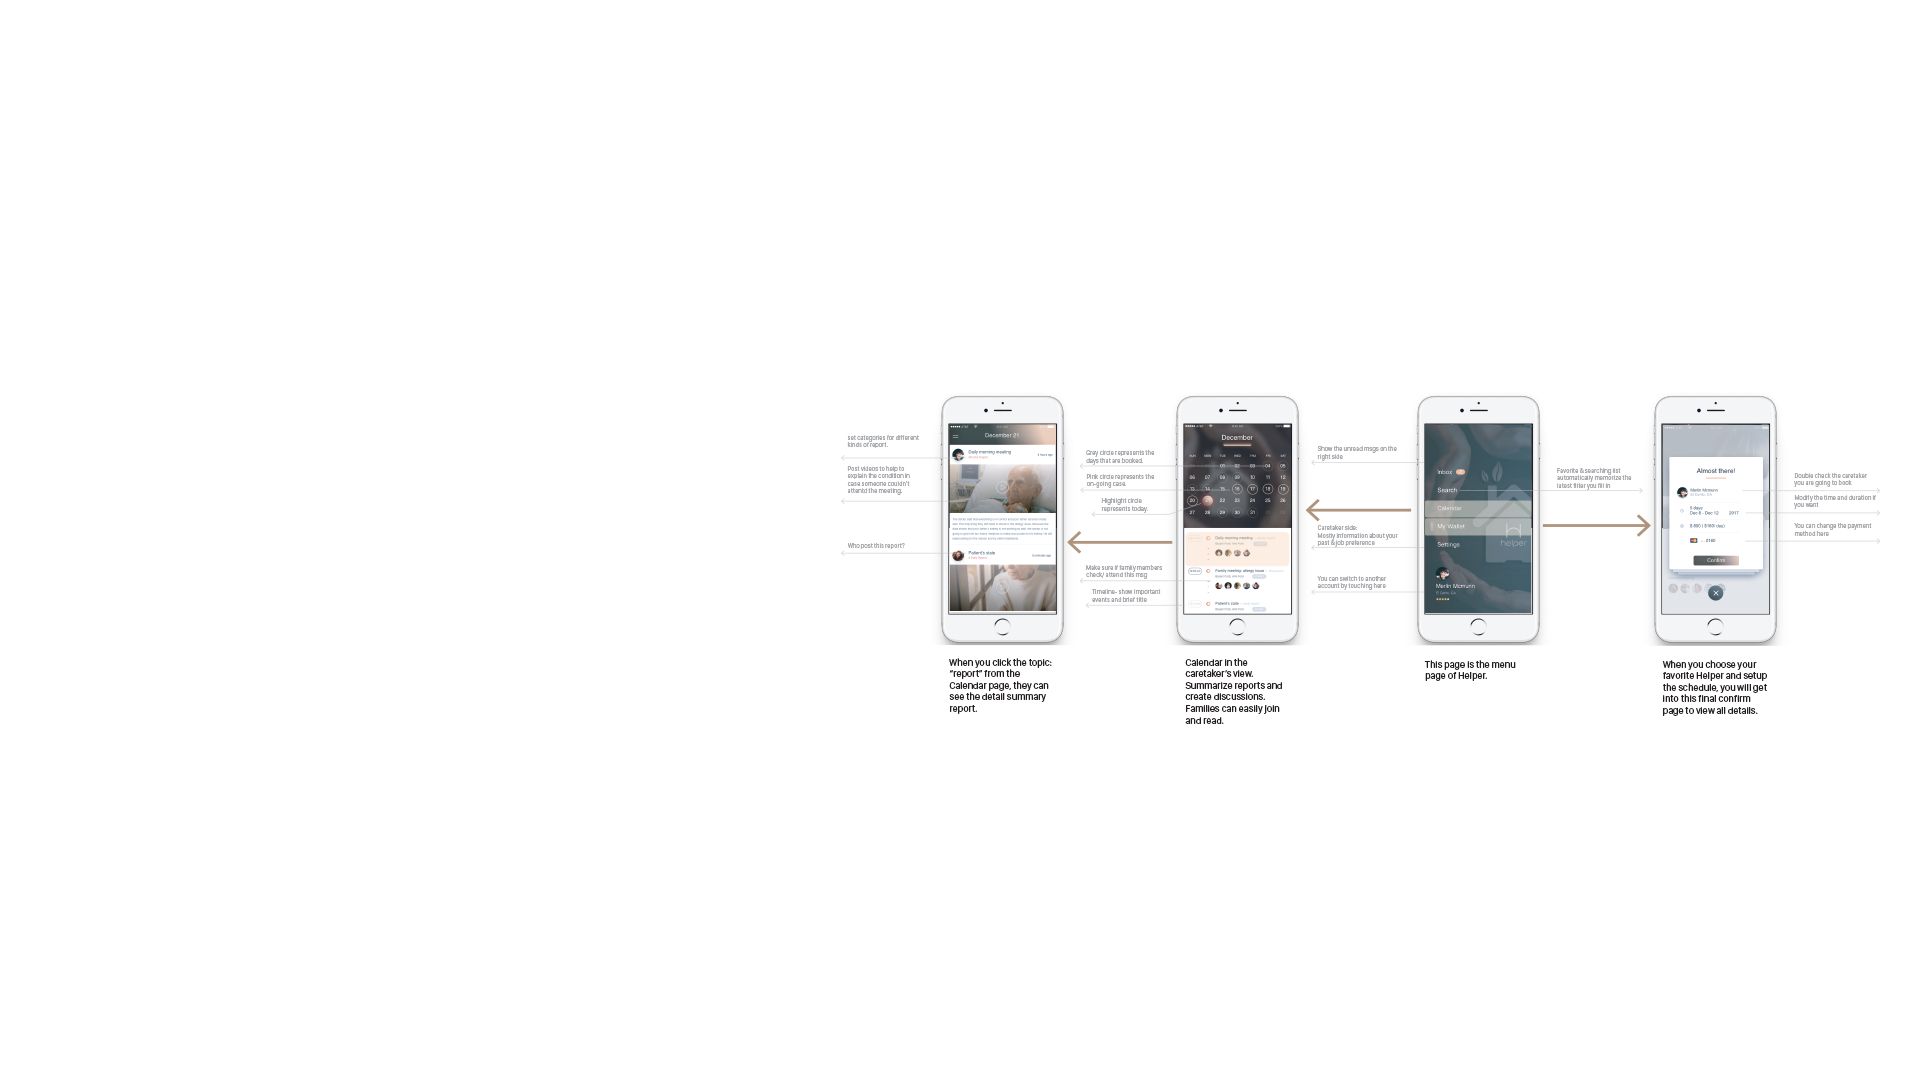 set categories for different
kinds of report.
Post videos to help to
explain the condition in
case someone couldn't
attend the meeting.
Who post this report?
December 21
Daily morning meeting
Patient's state
When you click the topic:
"report" from the
Calendar page, they can
see the detail summary
report.
Gray circle represents the
days that are booked.
Pink circle represents the
on-going case.
Highlight circle
represents today.
Make sure if family members
check/ attend this msg
Timeline- show important
events and brief title
December
SUN MON TUE WED THU FRI SAT
01 02 03 04 05
06 07 08 09 10 11 12
13 14 15 16 17 18 19
20 21 22 23 24 25 26
27 28 29 30 31
Daily morning meeting
Family meeting: allergy issue
Patient's state
Calendar in the
caretaker's view.
Summarize reports and
create discussions.
Families can easily join
and read.
Show the unread msgs on the
right side
Caretaker side:
Mostly information about your
past & job preference
You can switch to another
account by touching here
Inbox
Search
Calendar
My Wallet
Settings
helper
Merlin Mcmunn
This page is the menu
page of Helper.
Favorite & searching list
automatically memorize the
latest filter you fill in
Almost there!
Merlin Mcmunn
5 days
Dec 8 - Dec 12 2017
Confirm
When you choose your
favorite Helper and setup
the schedule, you will get
into this final confirm
page to view all details.
Double check the caretaker
you are going to book
Modify the time and duration if
you want
You can change the payment
method here